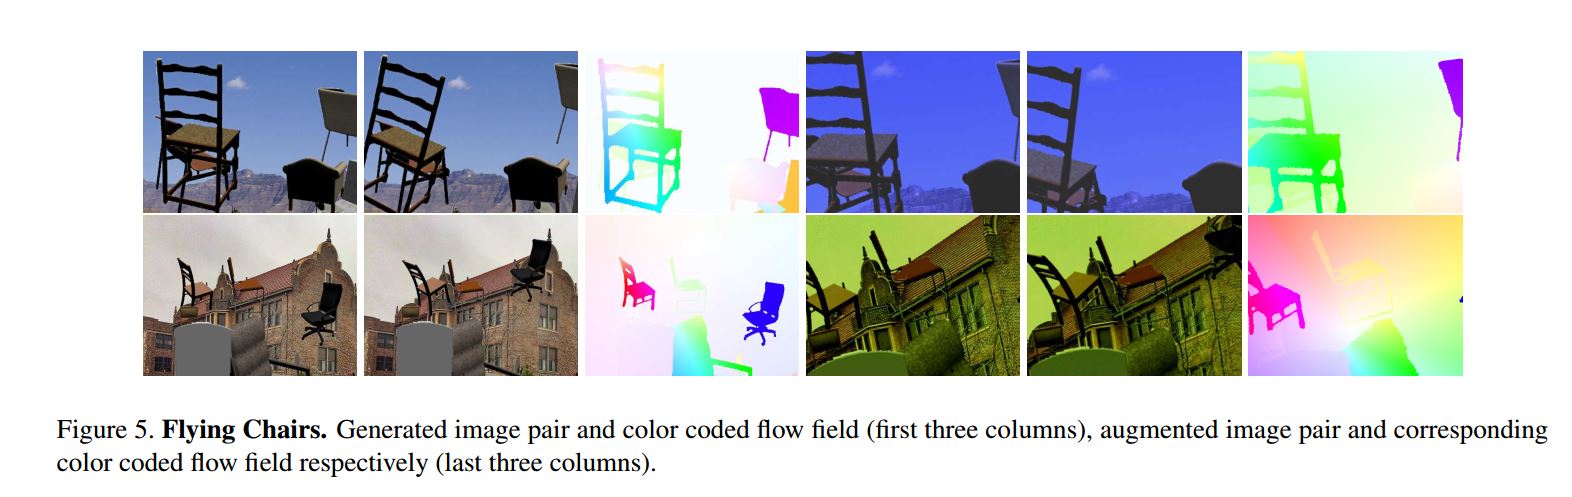 Figure 5. Flying Chairs. Generated image pair and color coded flow field (first three columns), augmented image pair and corresponding
color coded flow field respectively (last three columns).